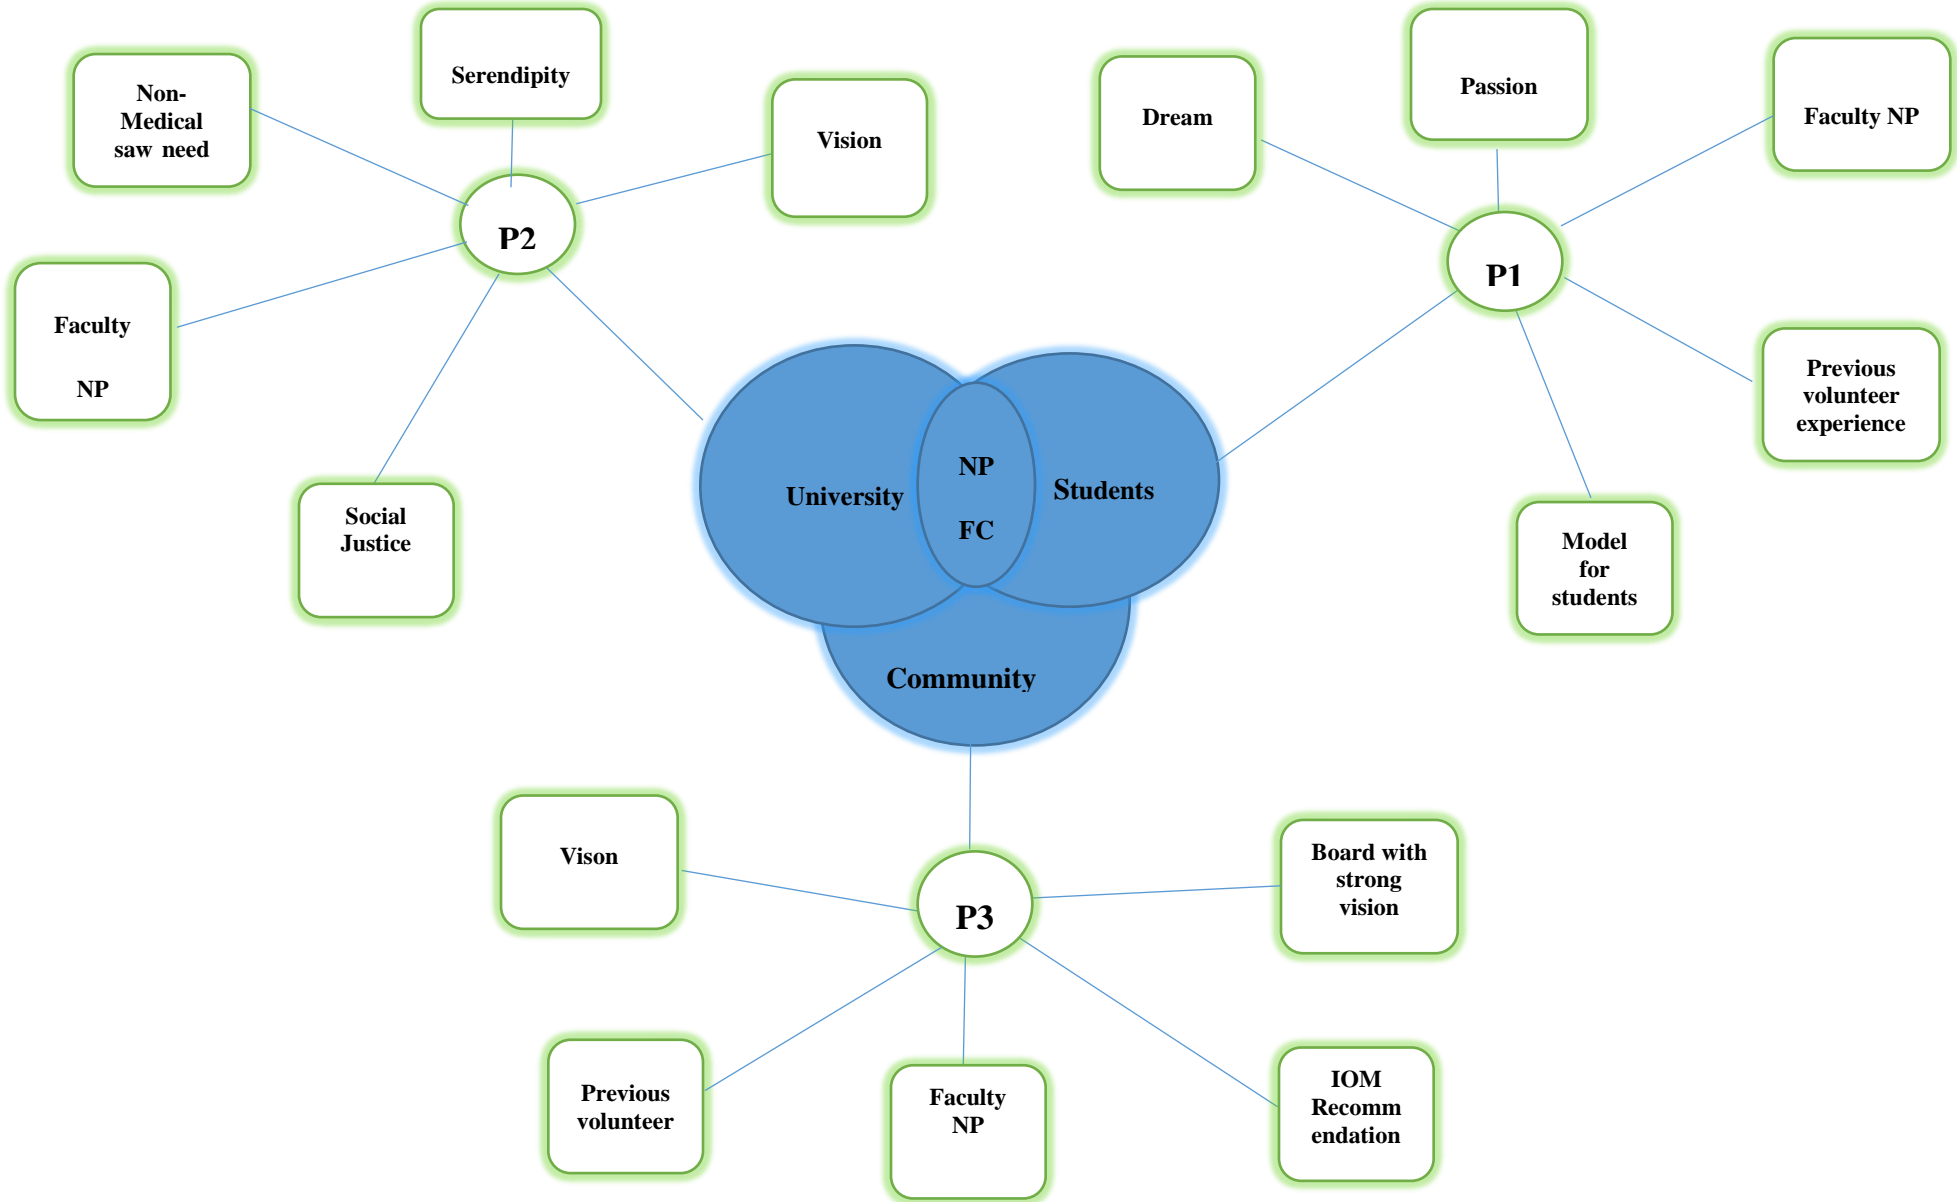 Serendipity
Non-
Medical
saw need
Vision
P2
Faculty
NP
Social
Justice
Passion
Dream
Faculty NP
P1
Previous
volunteer
experience
Model
for
students
University
NP
FC
Students
Community
Vison
P3
Board with
strong
vision
Previous
volunteer
Faculty
NP
IOM
Recomm
endation